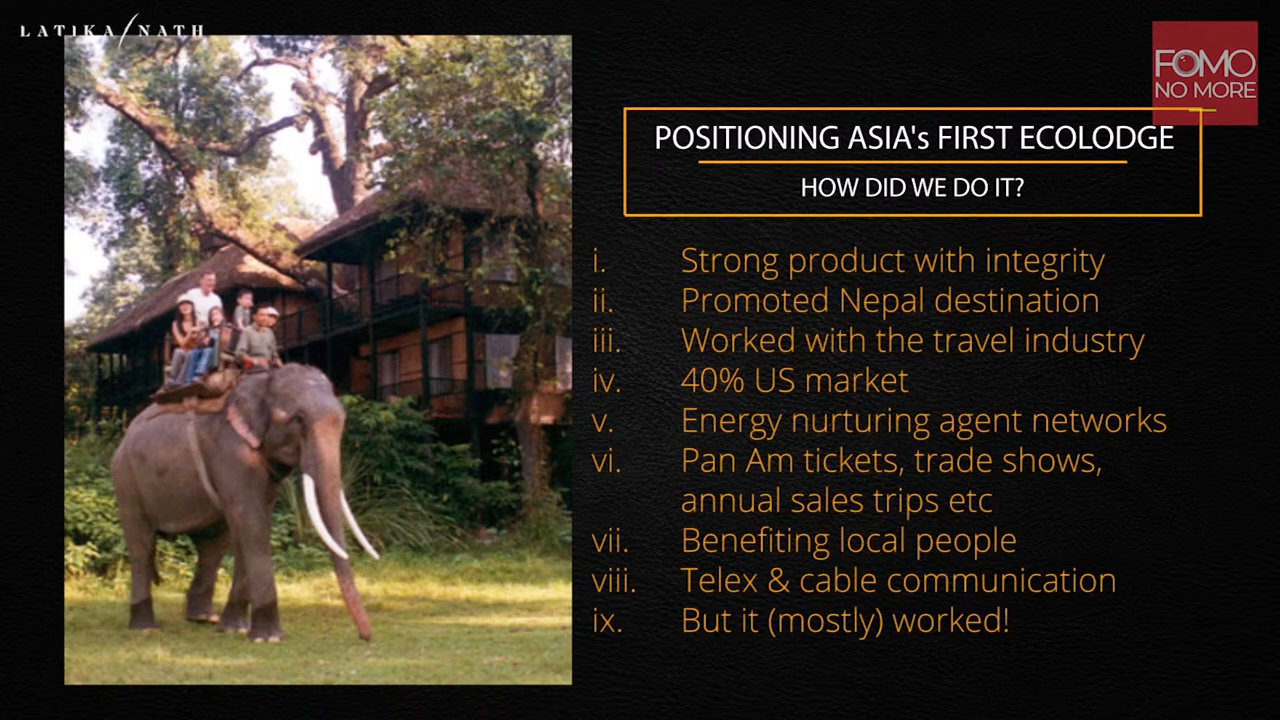 LATIKA/NATH
FOMO
NO MORE
POSITIONING ASIA's FIRST ECOLODGE
HOW DID WE DO IT?
i. Strong product with integrity
ii. Promoted Nepal destination
iii. Worked with the travel industry
iv. 40% US market
v. Energy nurturing agent networks
vi. Pan Am tickets, trade shows,
annual sales trips etc
vii. Benefiting local people
viii. Telex & cable communication
ix. But it (mostly) worked!